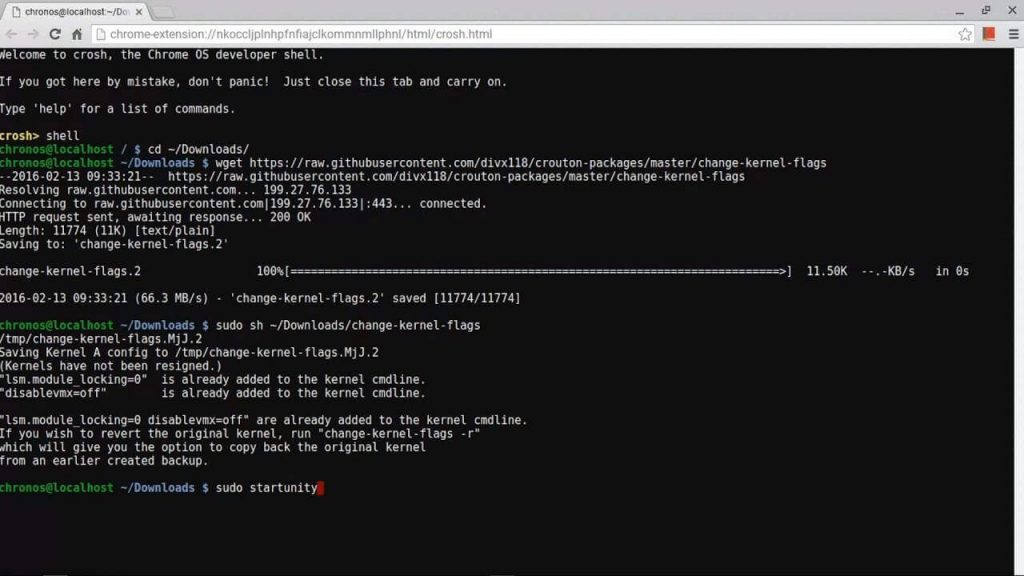 chronos@localhost:~/Dov
chrome-extension://nkoccljplnhpfnfiajclkommnmllphnl/html/crosh.html
Welcome to crosh, the Chrome OS developer shell.
If you got here by mistake, don't panic!  Just close this tab and carry on.
Type 'help' for a list of commands.
crosh> shell
chronos@localhost / $ cd ~/Downloads/
chronos@localhost ~/Downloads $ wget https://raw.githubusercontent.com/divx118/crouton-packages/master/change-kernel-flags
--2016-02-13 09:33:21--  https://raw.githubusercontent.com/divx118/crouton-packages/master/change-kernel-flags
Resolving raw.githubusercontent.com... 199.27.76.133
Connecting to raw.githubusercontent.com|199.27.76.133|:443... connected.
HTTP request sent, awaiting response... 200 OK
Length: 11774 (11K) [text/plain]
Saving to: 'change-kernel-flags.2'
change-kernel-flags.2 100%[=========================================================================>] 11.50K --.-KB/s in 0s
2016-02-13 09:33:21 (66.3 MB/s) - 'change-kernel-flags.2' saved [11774/11774]
chronos@localhost ~/Downloads $ sudo sh ~/Downloads/change-kernel-flags
/tmp/change-kernel-flags.MjJ.2
Saving Kernel A config to /tmp/change-kernel-flags.MjJ.2
(Kernels have not been resigned.)
"lsm.module_locking=0"  is already added to the kernel cmdline.
"disablevmx=off"        is already added to the kernel cmdline.
"lsm.module_locking=0 disablevmx=off" are already added to the kernel cmdline.
If you wish to revert the original kernel, run "change-kernel-flags -r"
which will give you the option to copy back the original kernel
from an earlier created backup.
chronos@localhost ~/Downloads $ sudo startunity